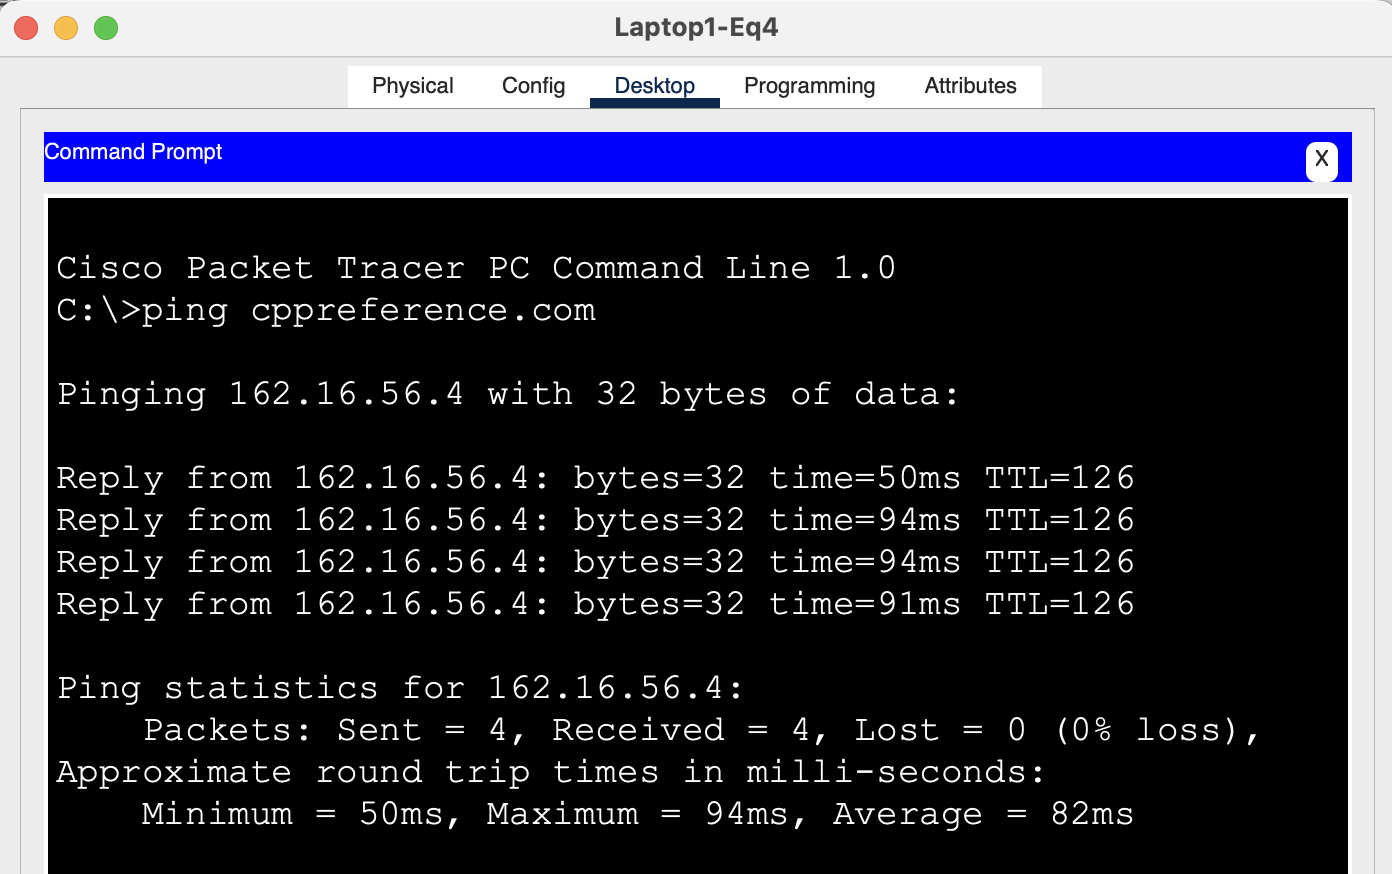 Laptop1-Eq4
Physical Config Desktop Programming Attributes
Command Prompt
X
Cisco Packet Tracer PC Command Line 1.0
C:\>ping cppreference.com
Pinging 162.16.56.4 with 32 bytes of data:
Reply from 162.16.56.4: bytes=32 time=50ms TTL=126
Reply from 162.16.56.4: bytes=32 time=94ms TTL=126
Reply from 162.16.56.4: bytes=32 time=94ms TTL=126
Reply from 162.16.56.4: bytes=32 time=91ms TTL=126
Ping statistics for 162.16.56.4:
    Packets: Sent = 4, Received = 4, Lost = 0 (0% loss),
Approximate round trip times in milli-seconds:
    Minimum = 50ms, Maximum = 94ms, Average = 82ms